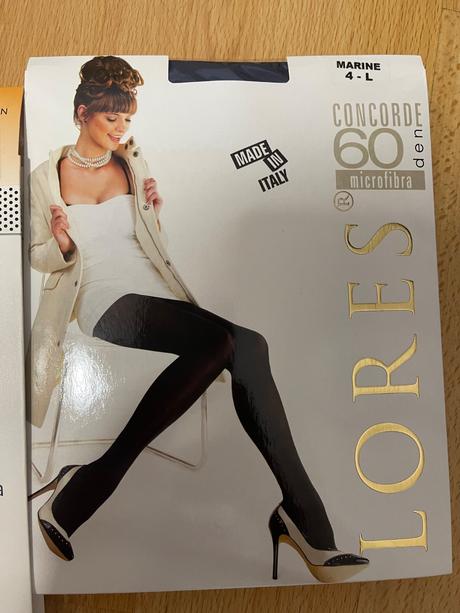 MARINE
4 - L
CONCORDE
60 den
microfibra
MADE
IN
ITALY
LORES